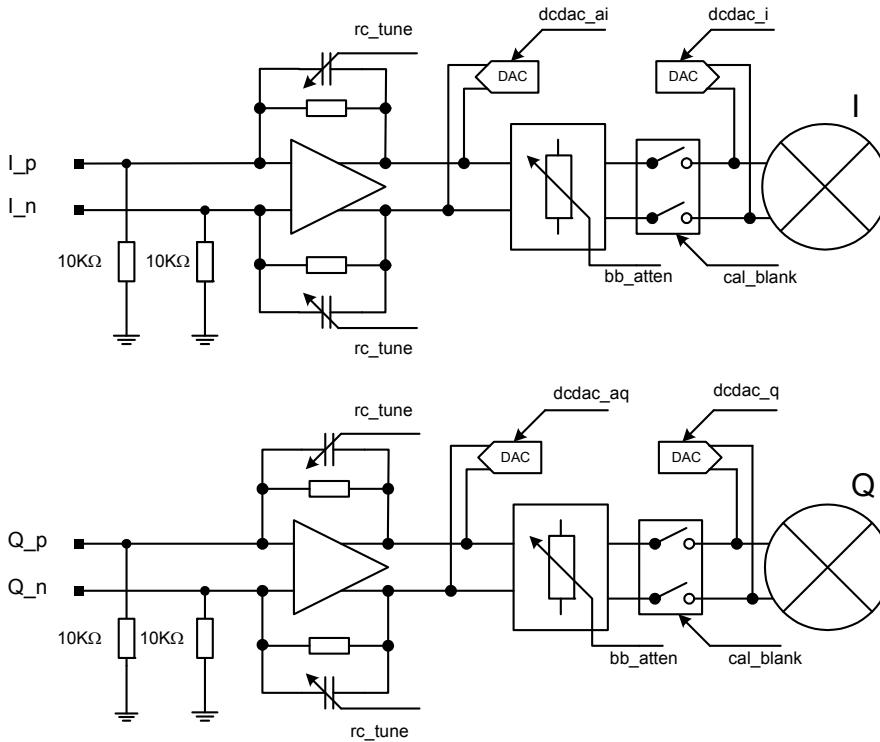 rc_tune
dcdac_ai
dcdac_i
DAC
DAC
I
I_p
I_n
10KΩ
10KΩ
bb_atten
cal_blank
rc_tune
rc_tune
dcdac_aq
dcdac_q
DAC
DAC
Q
Q_p
Q_n
10KΩ
10KΩ
bb_atten
cal_blank
rc_tune